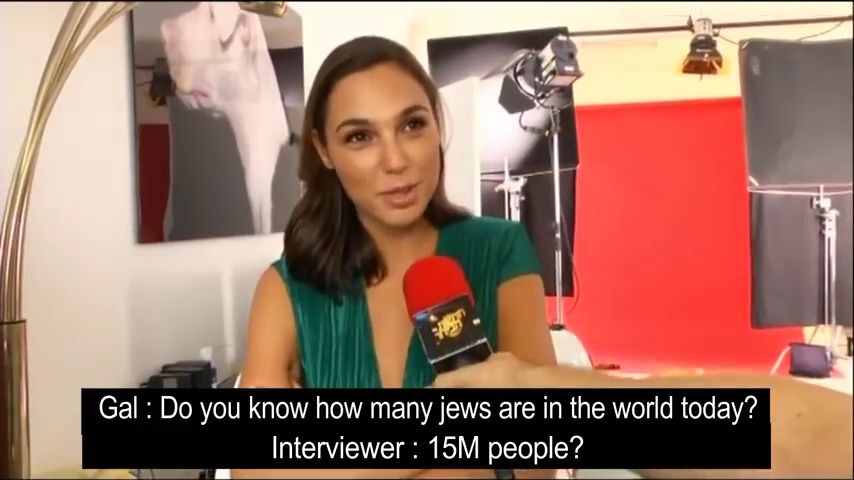 Gal : Do you know how many jews are in the world today?
Interviewer : 15M people?